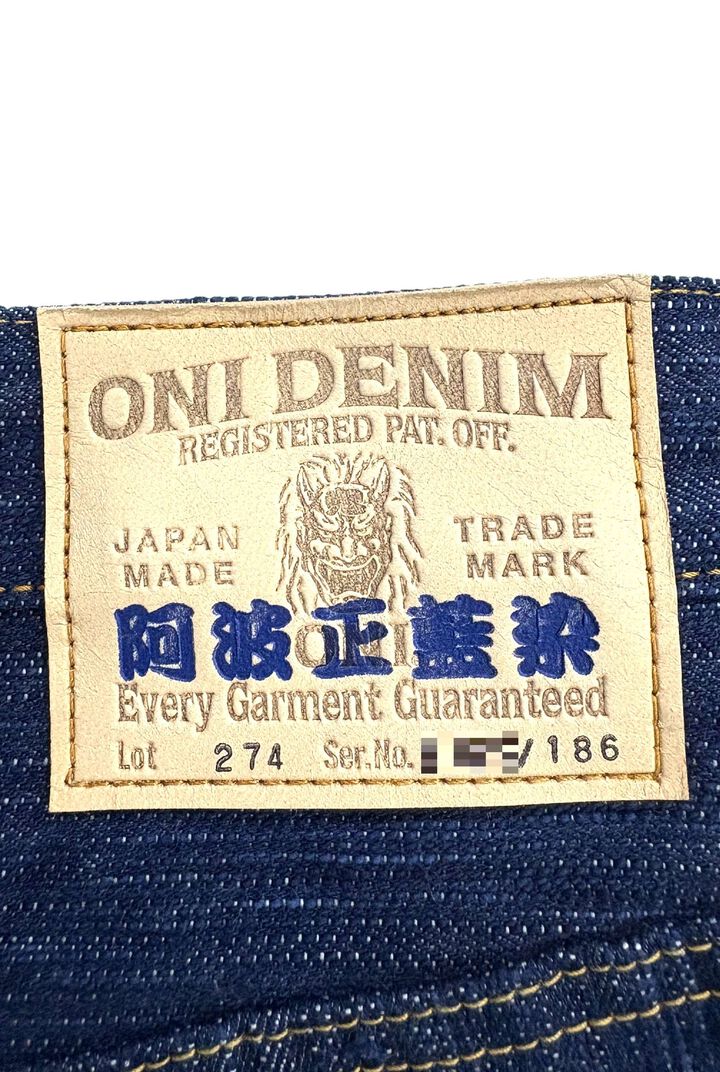 ONI DENIM
REGISTERED PAT. OFF.
JAPAN MADE
TRADE MARK
ONI
阿波正藍染
Every Garment Guaranteed
Lot 274 Ser.No. /186